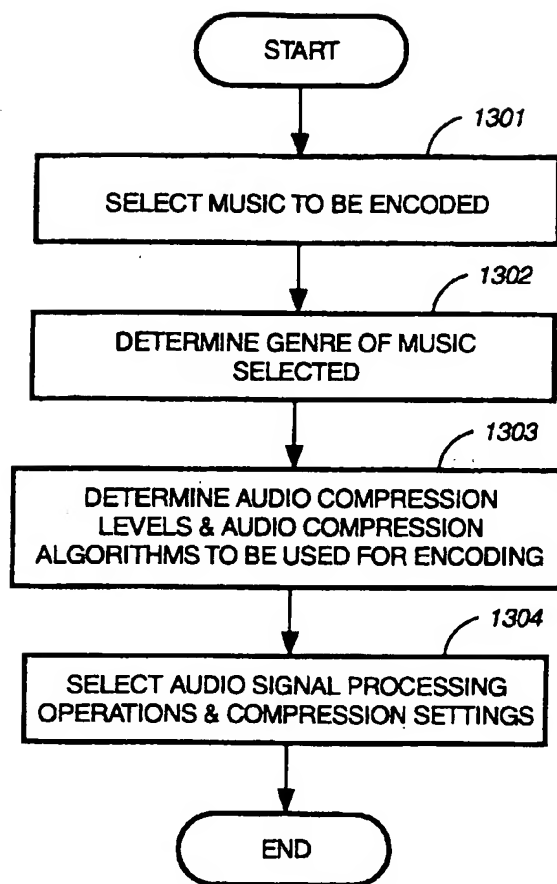 START
1301
SELECT MUSIC TO BE ENCODED
1302
DETERMINE GENRE OF MUSIC
SELECTED
1303
DETERMINE AUDIO COMPRESSION
LEVELS & AUDIO COMPRESSION
ALGORITHMS TO BE USED FOR ENCODING
1304
SELECT AUDIO SIGNAL PROCESSING
OPERATIONS & COMPRESSION SETTINGS
END